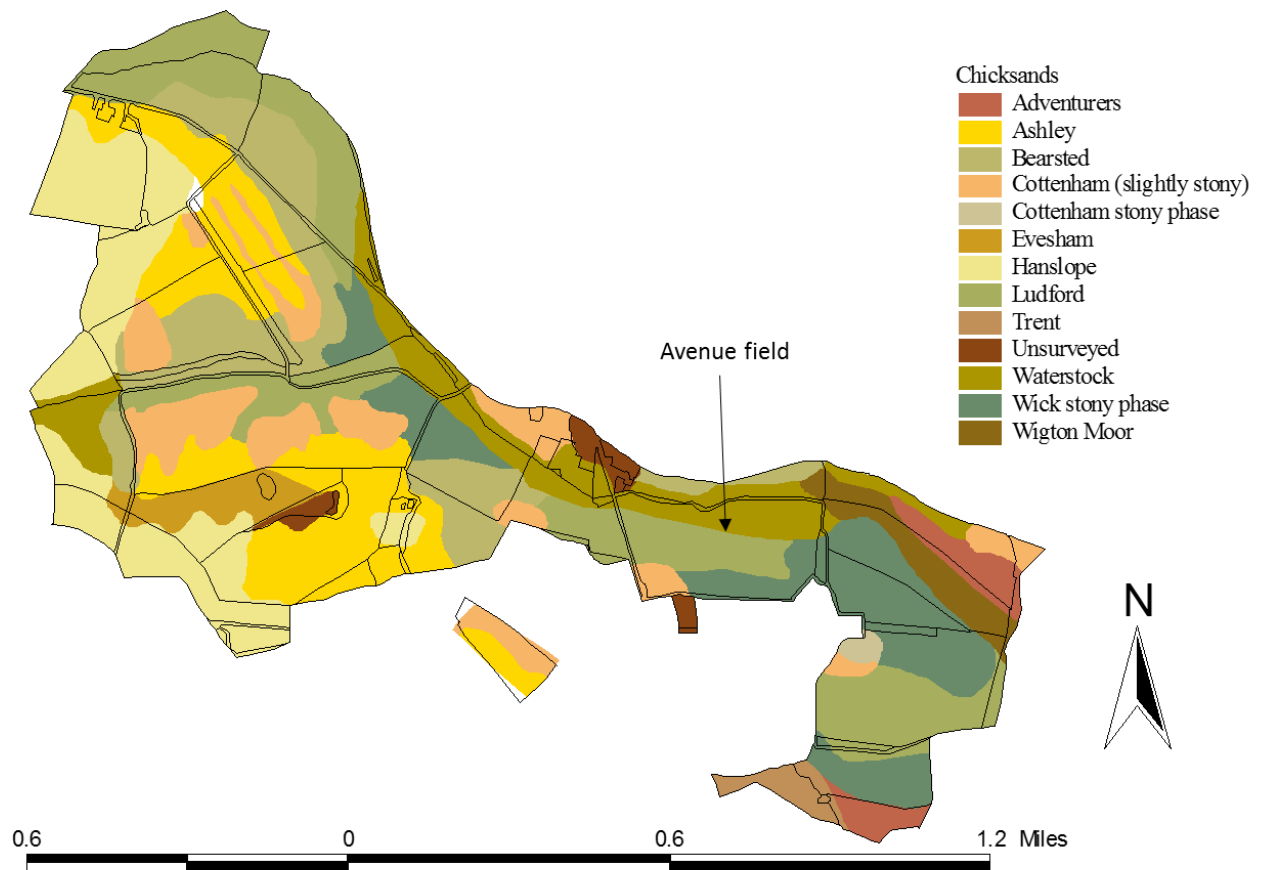 Chicksands
Adventurers
Ashley
Bearsted
Cottenham (slightly stony)
Cottenham stony phase
Evesham
Hanslope
Ludford
Trent
Unsurveyed
Waterstock
Wick stony phase
Wigton Moor
Avenue field
N
0.6 0 0.6 1.2 Miles